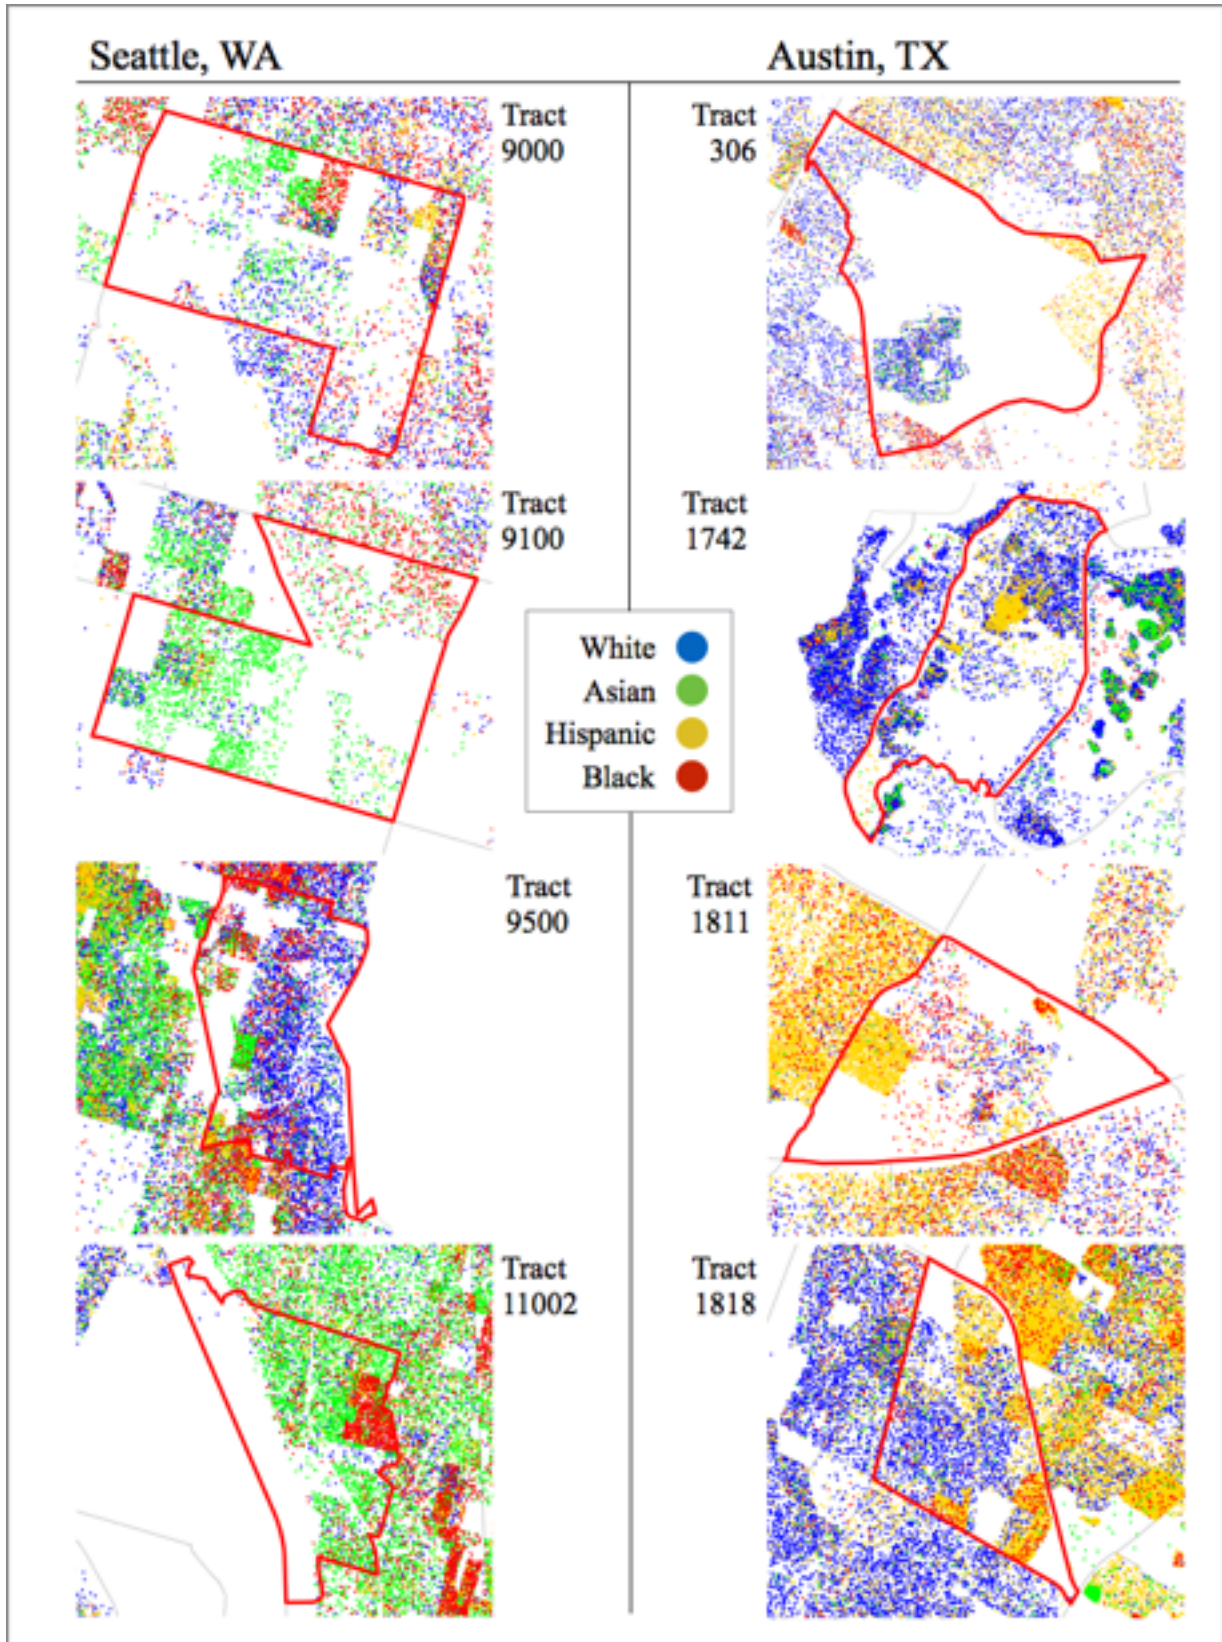 Seattle, WA
Austin, TX
Tract
9000
Tract
306
Tract
9100
Tract
1742
White
Asian
Hispanic
Black
Tract
9500
Tract
1811
Tract
11002
Tract
1818